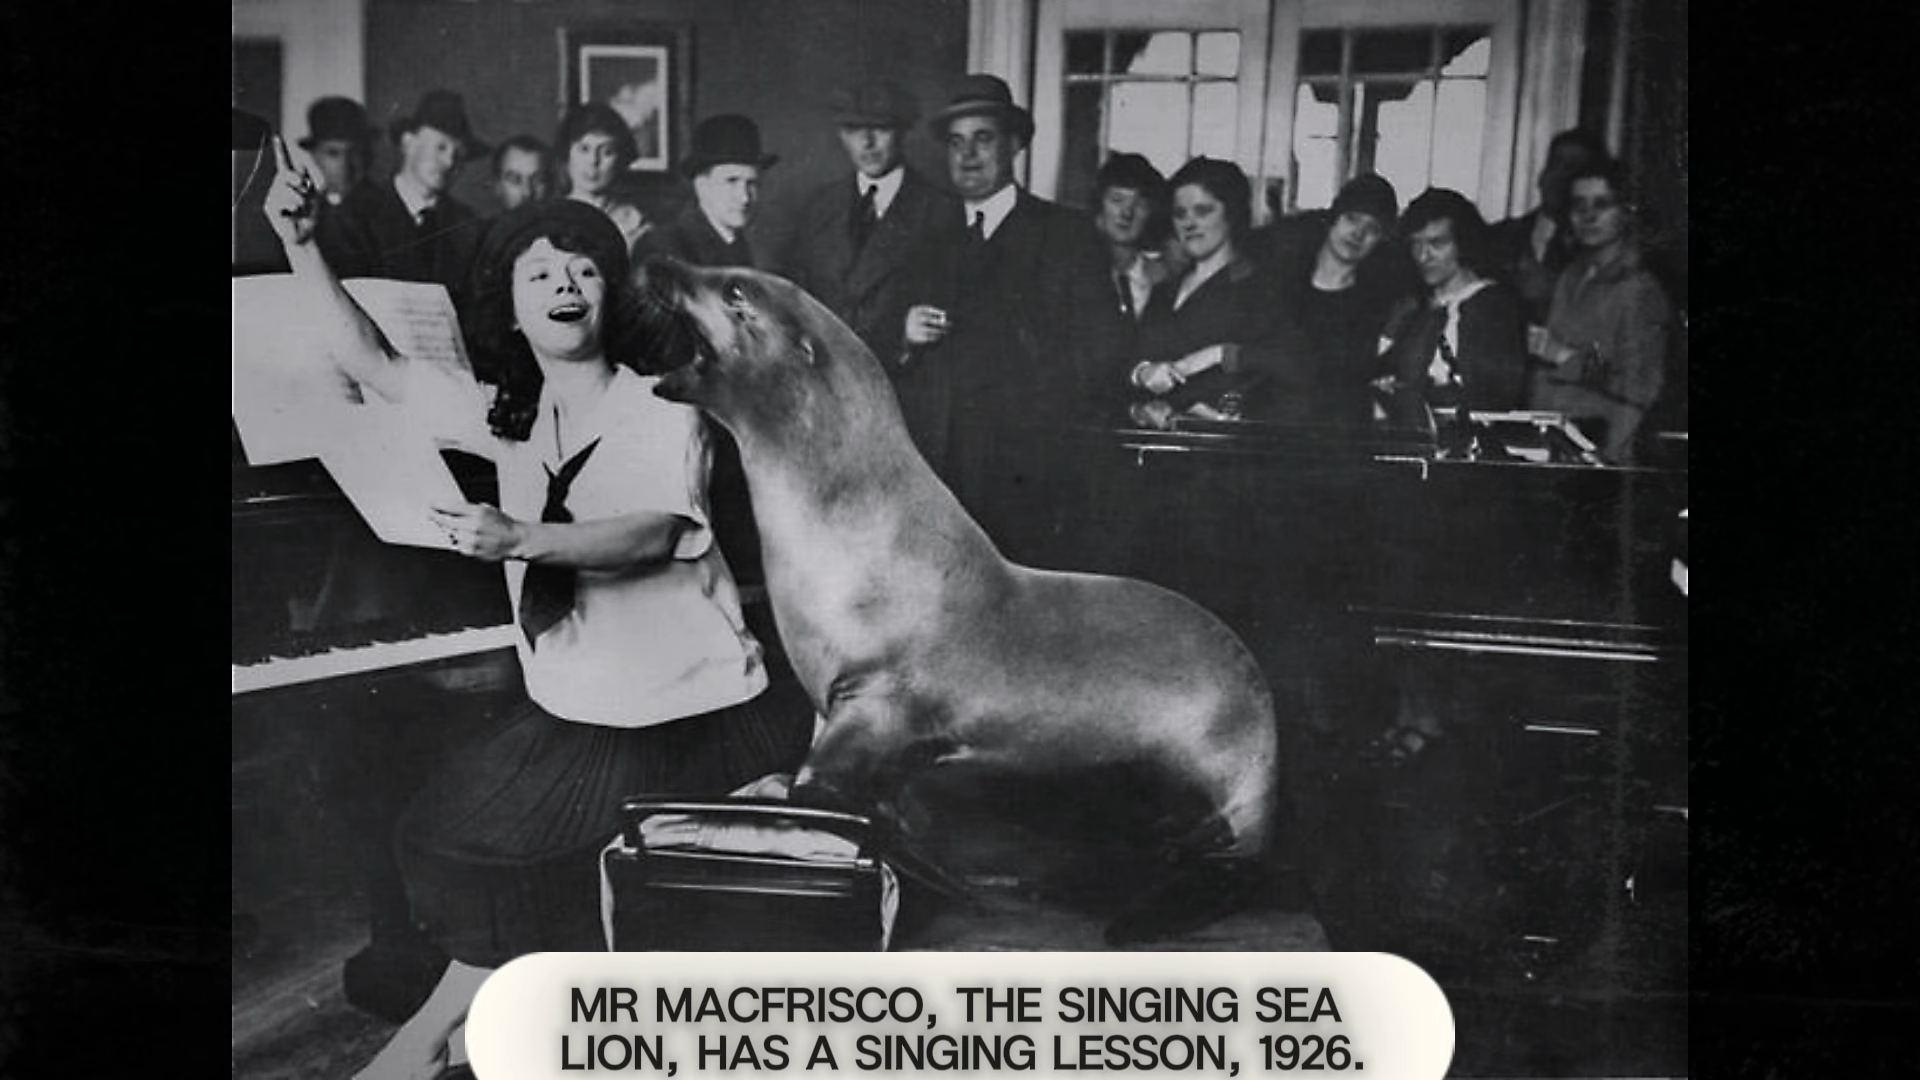 MR MACFRISCO, THE SINGING SEA
LION, HAS A SINGING LESSON, 1926.